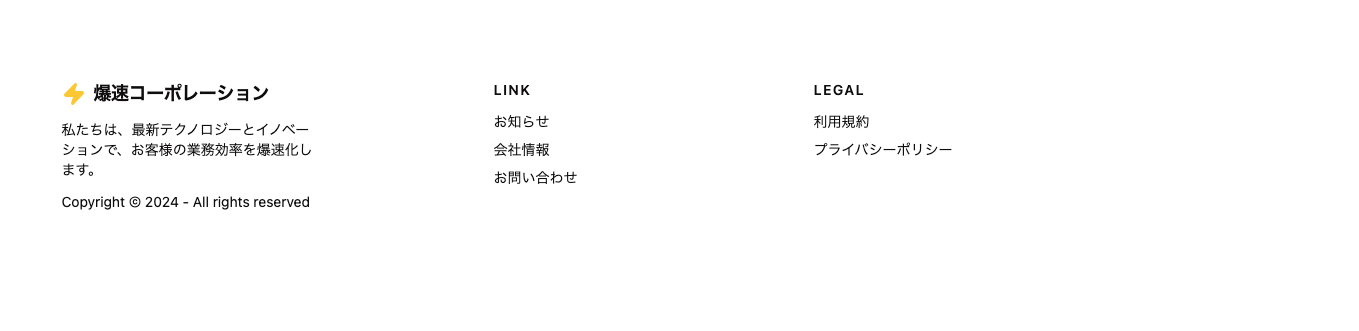 爆速コーポレーション
私たちは、最新テクノロジーとイノベー
ションで、お客様の業務効率を爆速化し
ます。
Copyright © 2024 - All rights reserved
LINK
お知らせ
会社情報
お問い合わせ
LEGAL
利用規約
プライバシーポリシー